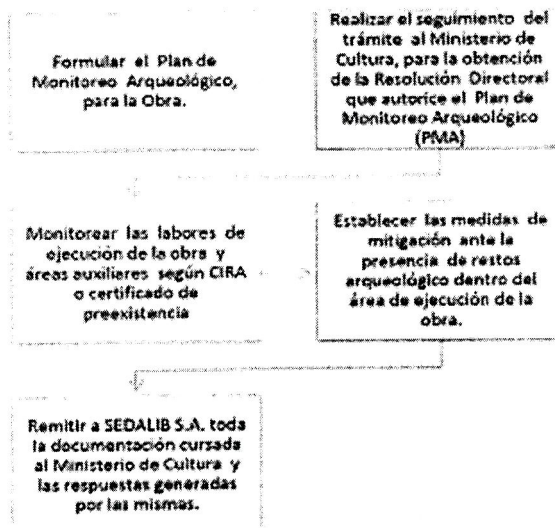 Formular el Plan de
Monitoreo Arqueológico,
para la Obra.
Realizar el seguimiento del
trámite al Ministerio de
Cultura, para la obtención
de la Resolución Directoral
que autorice el Plan de
Monitoreo Arqueológico
(PMA)
Monitorear las labores de
ejecución de la obra y
áreas auxiliares según CIRA
o certificado de
preexistencia
Establecer las medidas de
mitigación ante la
presencia de restos
arqueológico dentro del
área de ejecución de la
obra.
Remitir a SEDALIB S.A. toda
la documentación cursada
al Ministerio de Cultura y
las respuestas generadas
por las mismas.